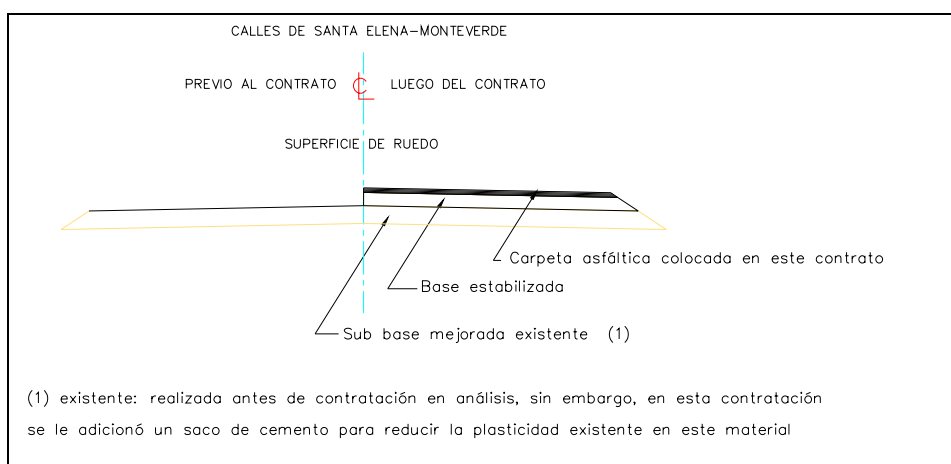 CALLES DE SANTA ELENA-MONTEVERDE
PREVIO AL CONTRATO CL LUEGO DEL CONTRATO
SUPERFICIE DE RUEDO
Carpeta asfáltica colocada en este contrato
Base estabilizada
Sub base mejorada existente (1)
(1) existente: realizada antes de contratación en análisis, sin embargo, en esta contratación
se le adicionó un saco de cemento para reducir la plasticidad existente en este material